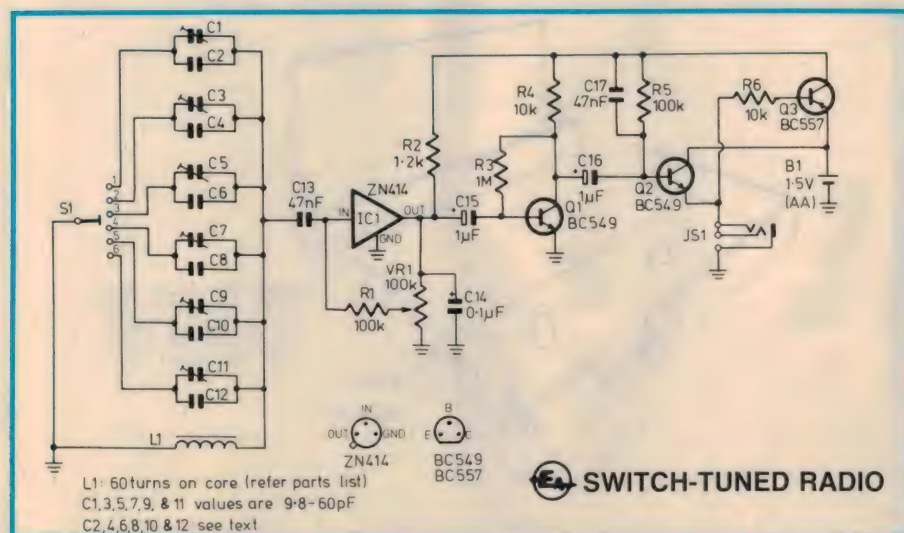 C1
C2
C3
C4
C5
C6
C7
C8
C9
C10
C11
C12
S1
1
2
3
4
5
6
L1
C13
47nF
IN
ZN414
IC1
OUT
GND
R1
100k
VR1
100k
C14
0·1µF
+
R2
1·2k
C15
+
1µF
R3
1M
R4
10k
Q1
BC549
C16
+
1µF
C17
47nF
R5
100k
Q2
BC549
R6
10k
Q3
BC557
B1
1·5V
(AA)
JS1
IN
OUT GND
ZN414
B
E C
BC549
BC557
L1: 60turns on core (refer parts list)
C1,3,5,7,9, & 11 values are 9·8-60pF
C2,4,6,8,10 & 12 see text
EA SWITCH-TUNED RADIO